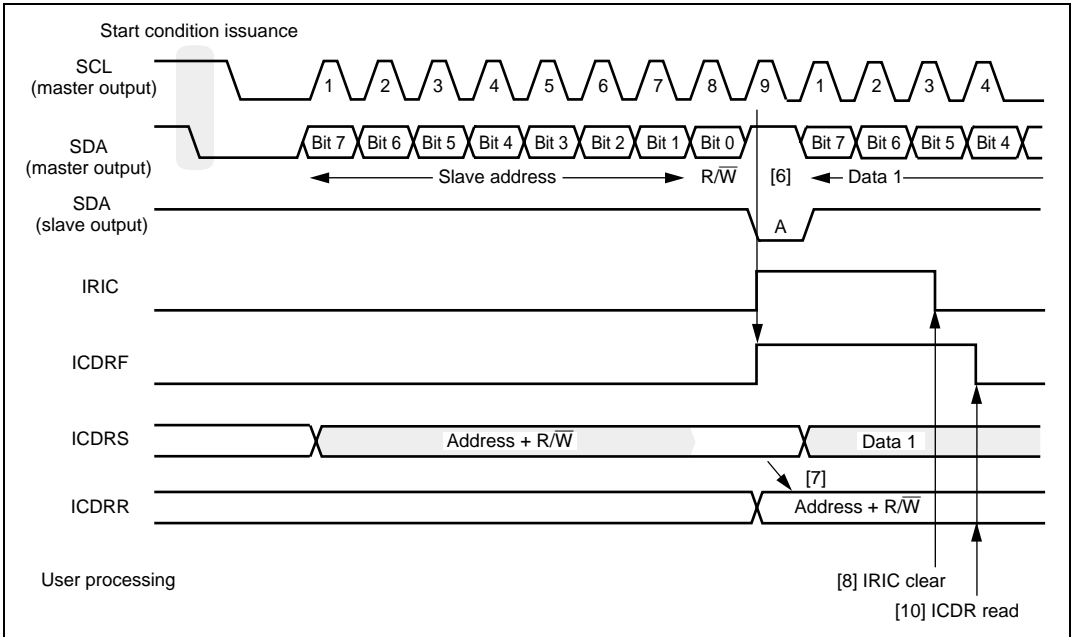 Start condition issuance
SCL
(master output)
1 2 3 4 5 6 7 8 9 1 2 3 4
SDA
(master output)
Bit 7 Bit 6 Bit 5 Bit 4 Bit 3 Bit 2 Bit 1 Bit 0 Bit 7 Bit 6 Bit 5 Bit 4
Slave address R/W̅ [6] Data 1
SDA
(slave output)
A
IRIC
ICDRF
ICDRS
Address + R/W̅ Data 1
[7]
ICDRR
Address + R/W̅
User processing
[8] IRIC clear
[10] ICDR read